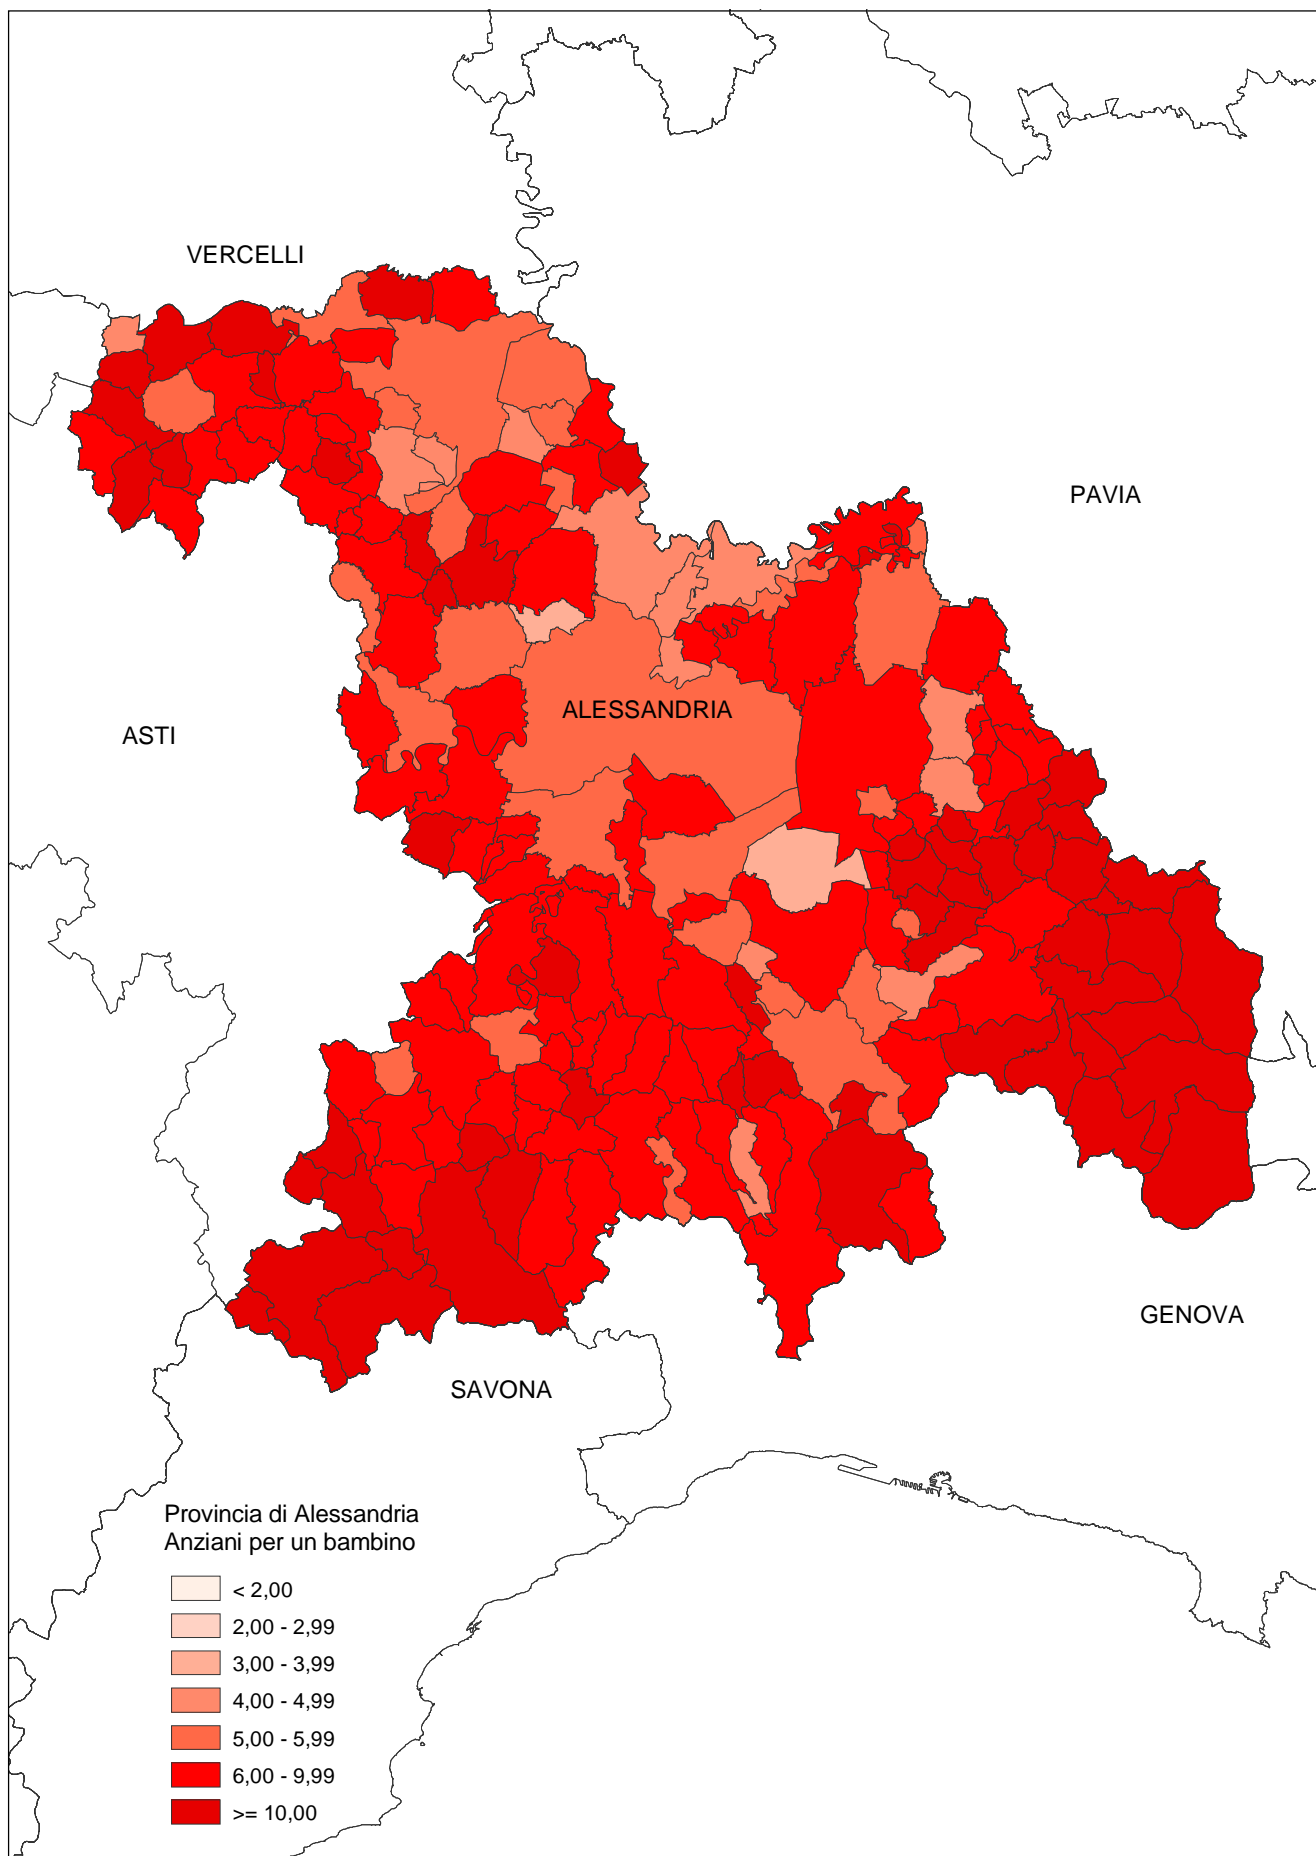 VERCELLI
PAVIA
ALESSANDRIA
ASTI
GENOVA
SAVONA
Provincia di Alessandria
Anziani per un bambino
< 2,00
2,00 - 2,99
3,00 - 3,99
4,00 - 4,99
5,00 - 5,99
6,00 - 9,99
>= 10,00